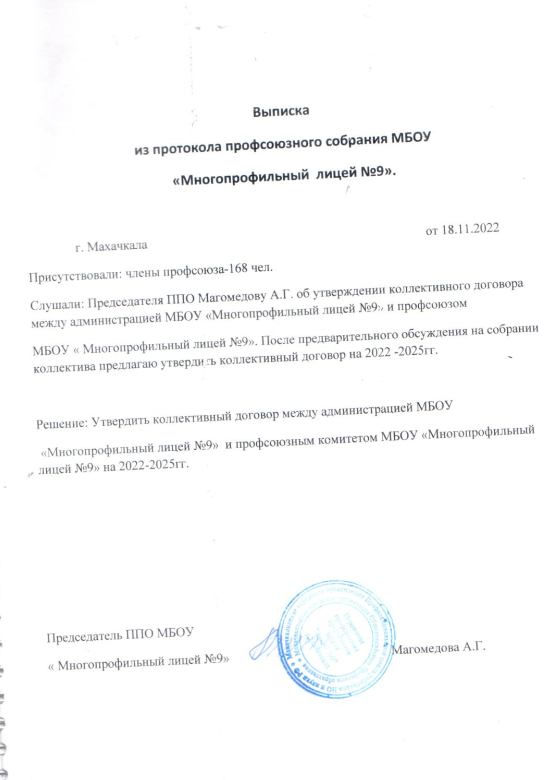 Выписка
из протокола профсоюзного собрания МБОУ
«Многопрофильный лицей №9».
от 18.11.2022
г. Махачкала
Присутствовали: члены профсоюза-168 чел.
Слушали: Председателя ППО Магомедову А.Г. об утверждении коллективного договора
между администрацией МБОУ «Многопрофильный лицей №9» и профсоюзом
МБОУ « Многопрофильный лицей №9». После предварительного обсуждения на собрании
коллектива предлагаю утвердить коллективный договор на 2022 -2025гг.
Решение: Утвердить коллективный договор между администрацией МБОУ
«Многопрофильный лицей №9» и профсоюзным комитетом МБОУ «Многопрофильный
лицей №9» на 2022-2025гг.
Председатель ППО МБОУ
« Многопрофильный лицей №9»
Магомедова А.Г.